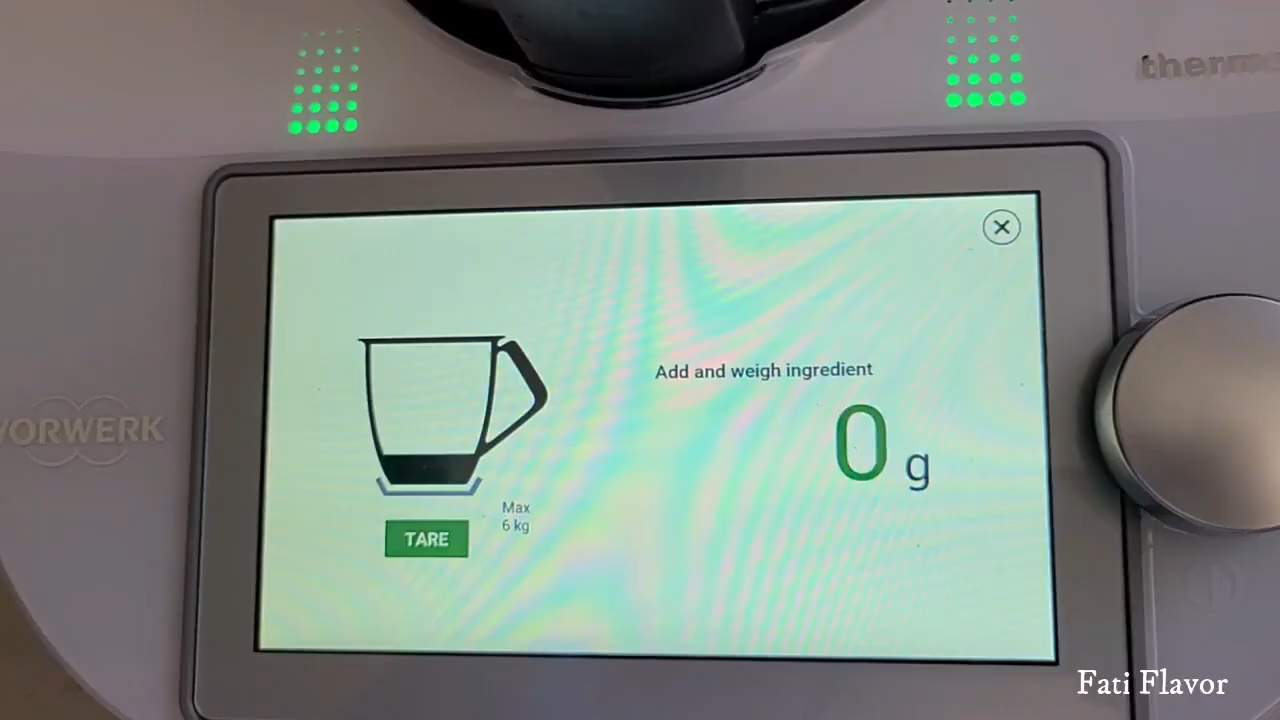 thermo
VORWERK
Add and weigh ingredient
0 g
Max
6 kg
TARE
Fati Flavor